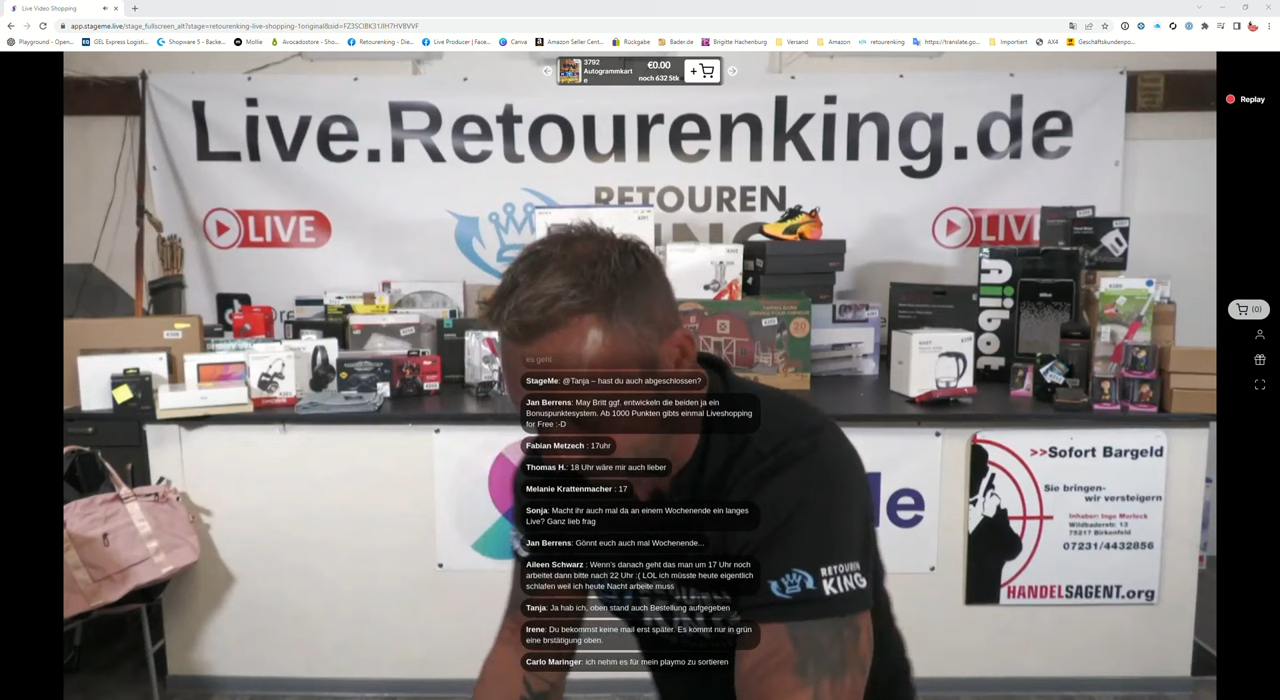 Live Video Shopping
app.stageme.live/stage_fullscreen_alt?stage=retourenking-live-shopping-1original&sid=FZ3SCIBK31JIH7HVBVVF
Playground - Open... GEL Express Logisti... Shopware 5 - Backe... Mollie Avocadostore - Sho... Retourenking - Die... Live Producer | Face... Canva Amazon Seller Cent... Rückgabe Bader.de Brigitte Hachenburg Versand Amazon retourenking https://translate.go... Importiert AX4 Geschäftskundenpo...
3792
Autogrammkart
e
€0.00
noch 632 Stk
+
Replay
Live.Retourenking.de
LIVE
RETOUREN
KING
LIVE
Ailibot
20
(0)
es geht
StageMe: @Tanja – hast du auch abgeschlossen?
Jan Berrens: May Britt ggf. entwickeln die beiden ja ein
Bonuspunktesystem. Ab 1000 Punkten gibts einmal Liveshopping
for Free :-D
Fabian Metzech : 17uhr
Thomas H.: 18 Uhr wäre mir auch lieber
Melanie Krattenmacher : 17
Sonja: Macht ihr auch mal da an einem Wochenende ein langes
Live? Ganz lieb frag
Jan Berrens: Gönnt euch auch mal Wochenende...
Aileen Schwarz : Wenn's danach geht das man um 17 Uhr noch
arbeitet dann bitte nach 22 Uhr :( LOL ich müsste heute eigentlich
schlafen weil ich heute Nacht arbeite muss
Tanja: Ja hab ich, oben stand auch Bestellung aufgegeben
Irene: Du bekommst keine mail erst später. Es kommt nur in grün
eine brstätigung oben.
Carlo Maringer: ich nehm es für mein playmo zu sortieren
de
RETOUREN
KING
>>Sofort Bargeld
Sie bringen-
wir versteigern
Inhaber: Ingo Morlock
Wildbaderstr. 13
75217 Birkenfeld
07231/4432856
HANDELSAGENT.org